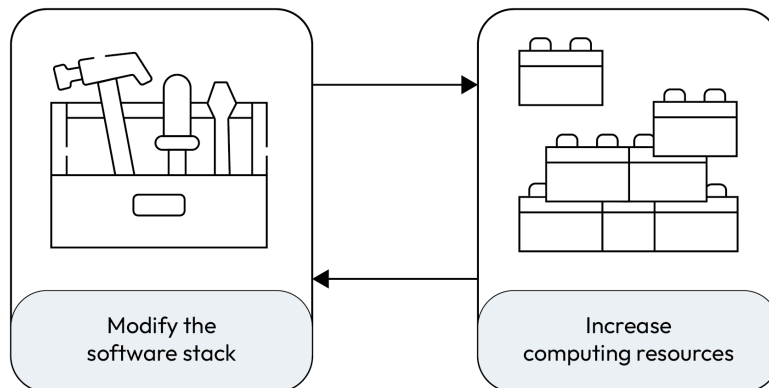 Modify the
software stack
Increase
computing resources